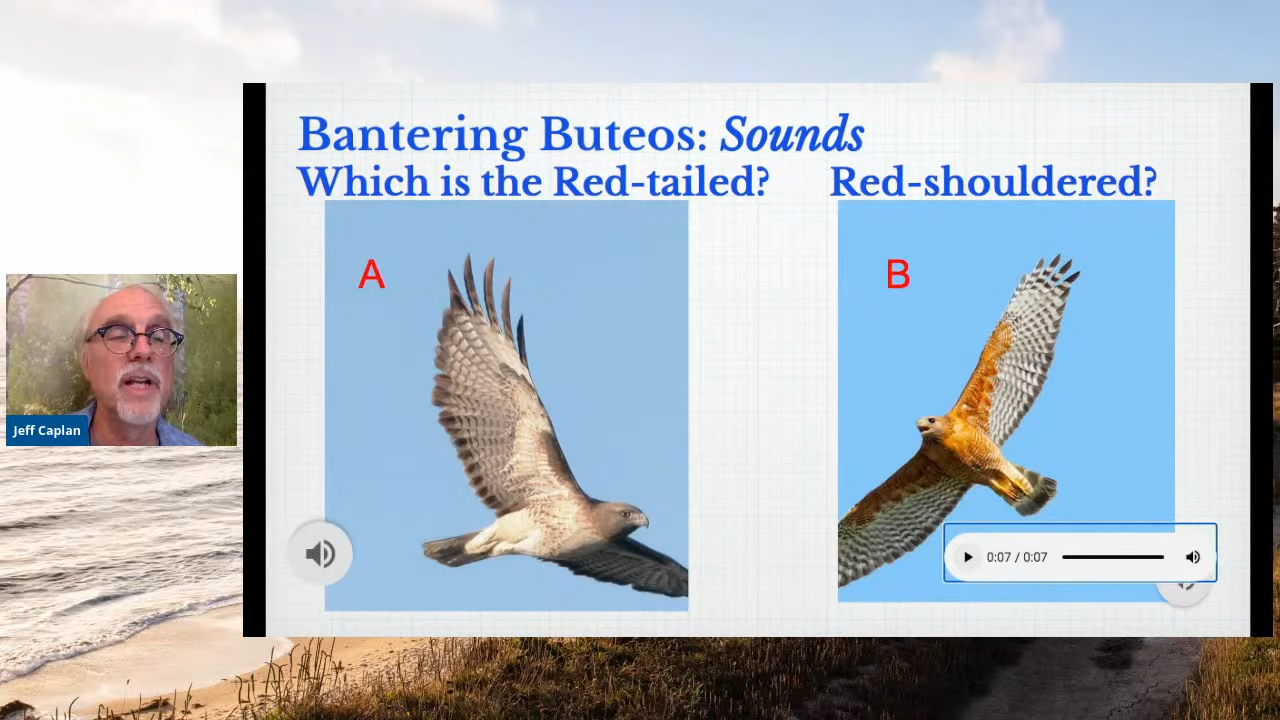 Bantering Buteos: Sounds
Which is the Red-tailed? Red-shouldered?
A
B
Jeff Caplan
0:07 / 0:07